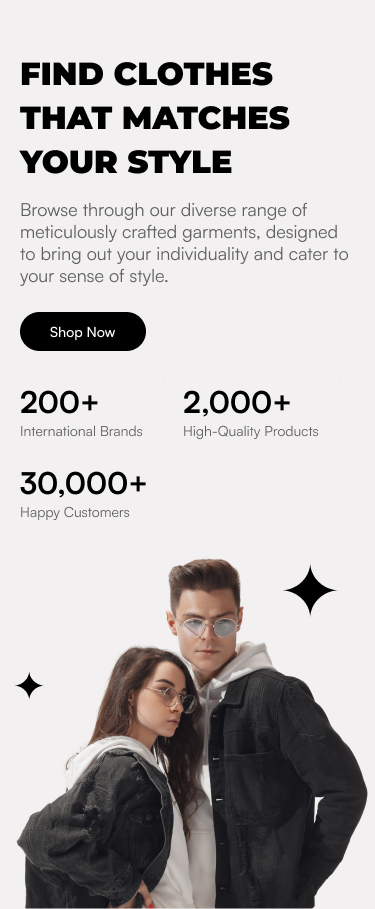 FIND CLOTHES
THAT MATCHES
YOUR STYLE
Browse through our diverse range of
meticulously crafted garments, designed
to bring out your individuality and cater to
your sense of style.
Shop Now
200+
International Brands
2,000+
High-Quality Products
30,000+
Happy Customers